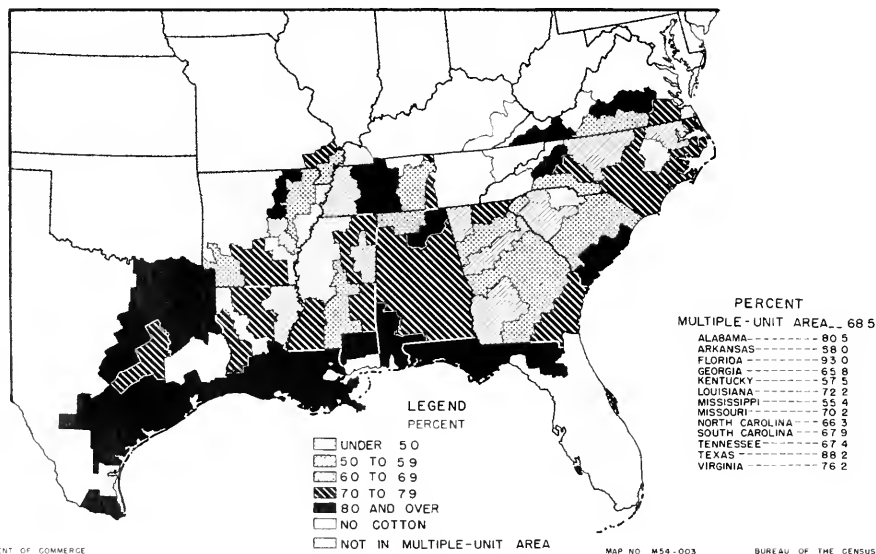 PERCENT
MULTIPLE-UNIT AREA-- 68 5
ALABAMA---------- 80 5
ARKANSAS---------- 58 0
FLORIDA---------- 93 0
GEORGIA---------- 65 8
KENTUCKY---------- 57 5
LOUISIANA---------- 72 2
MISSISSIPPI---------- 55 4
MISSOURI---------- 70 2
NORTH CAROLINA---- 66 3
SOUTH CAROLINA---- 67 9
TENNESSEE---------- 67 4
TEXAS---------- 88 2
VIRGINIA---------- 76 2
LEGEND
PERCENT
UNDER 50
50 TO 59
60 TO 69
70 TO 79
80 AND OVER
NO COTTON
NOT IN MULTIPLE-UNIT AREA
ENT OF COMMERCE
MAP NO M54-003
BUREAU OF THE CENSUS